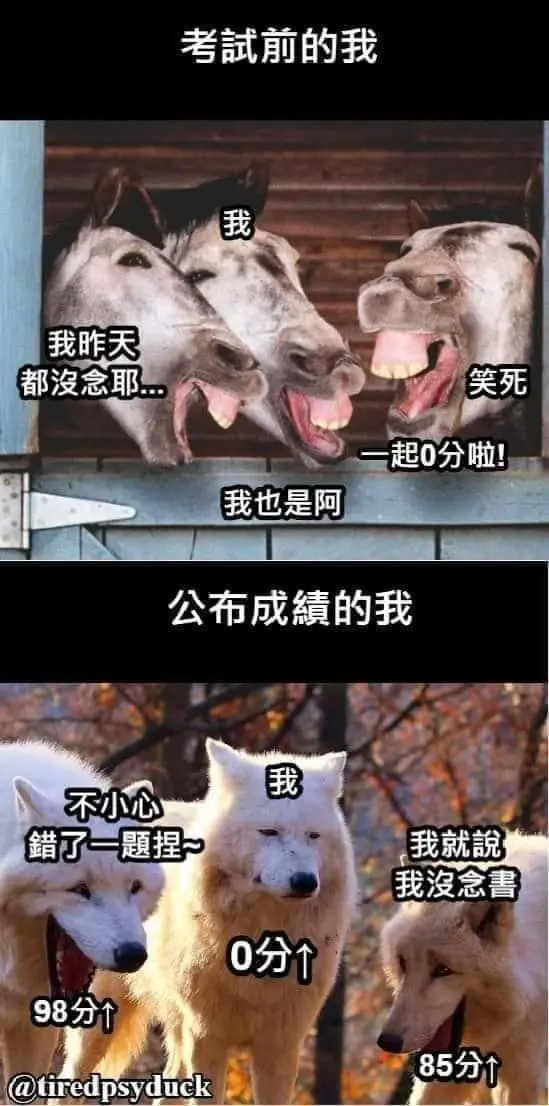 考試前的我
我
我昨天
都沒念耶...
笑死
一起0分啦!
我也是阿
公布成績的我
我
不小心
錯了一題捏~
我就說
我沒念書
0分↑
98分↑
85分↑
@tiredpsyduck